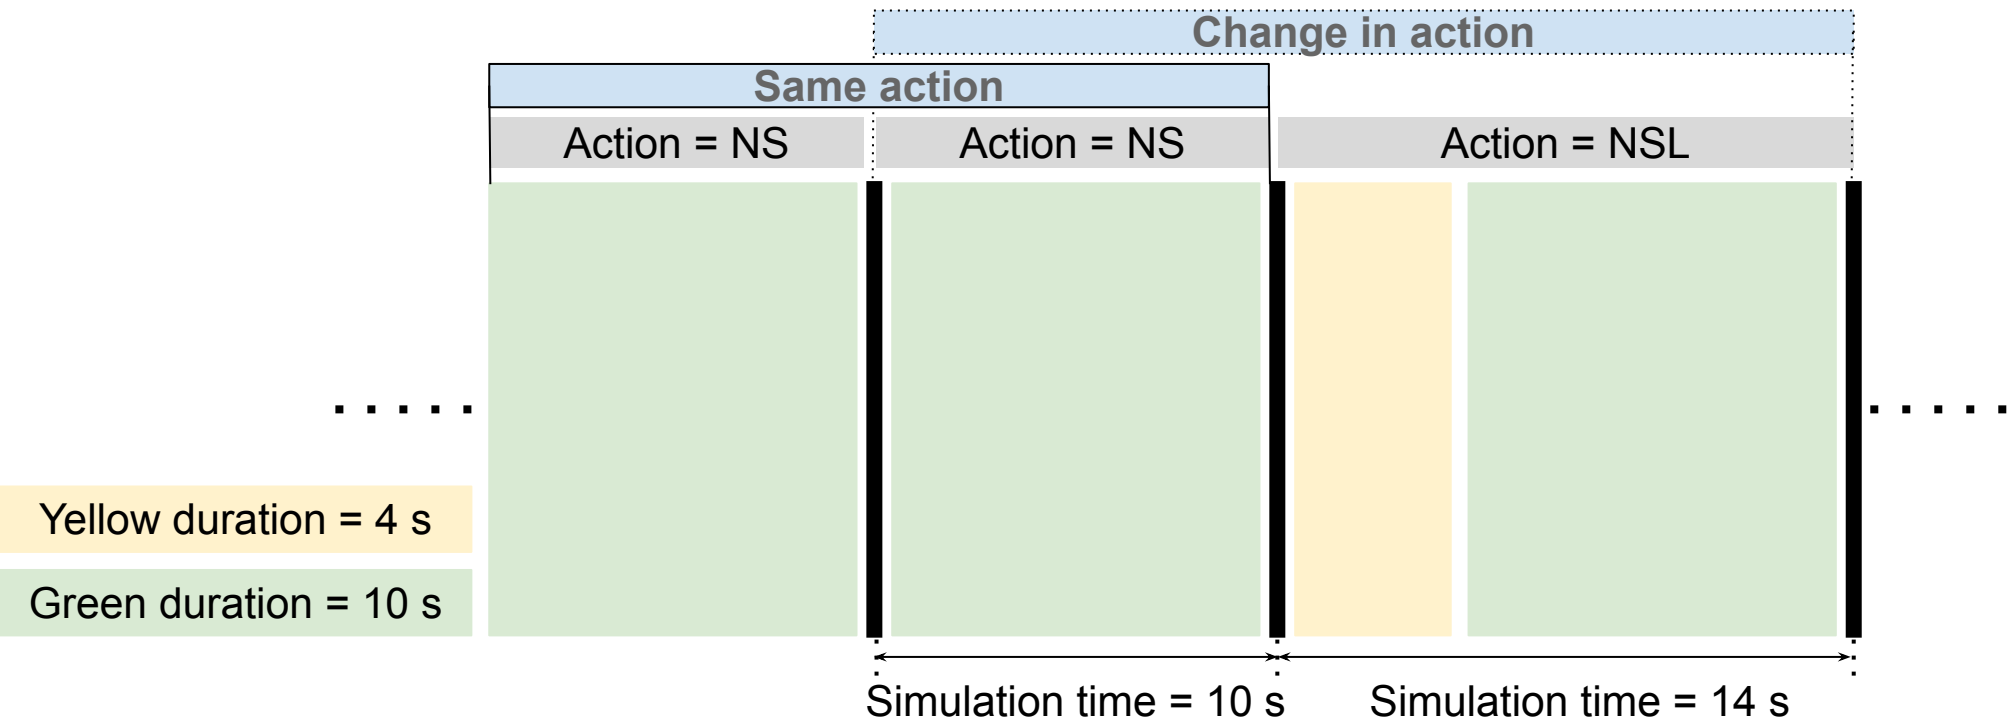 Change in action
Same action
Action = NS
Action = NS
Action = NSL
Yellow duration = 4 s
Green duration = 10 s
Simulation time = 10 s
Simulation time = 14 s